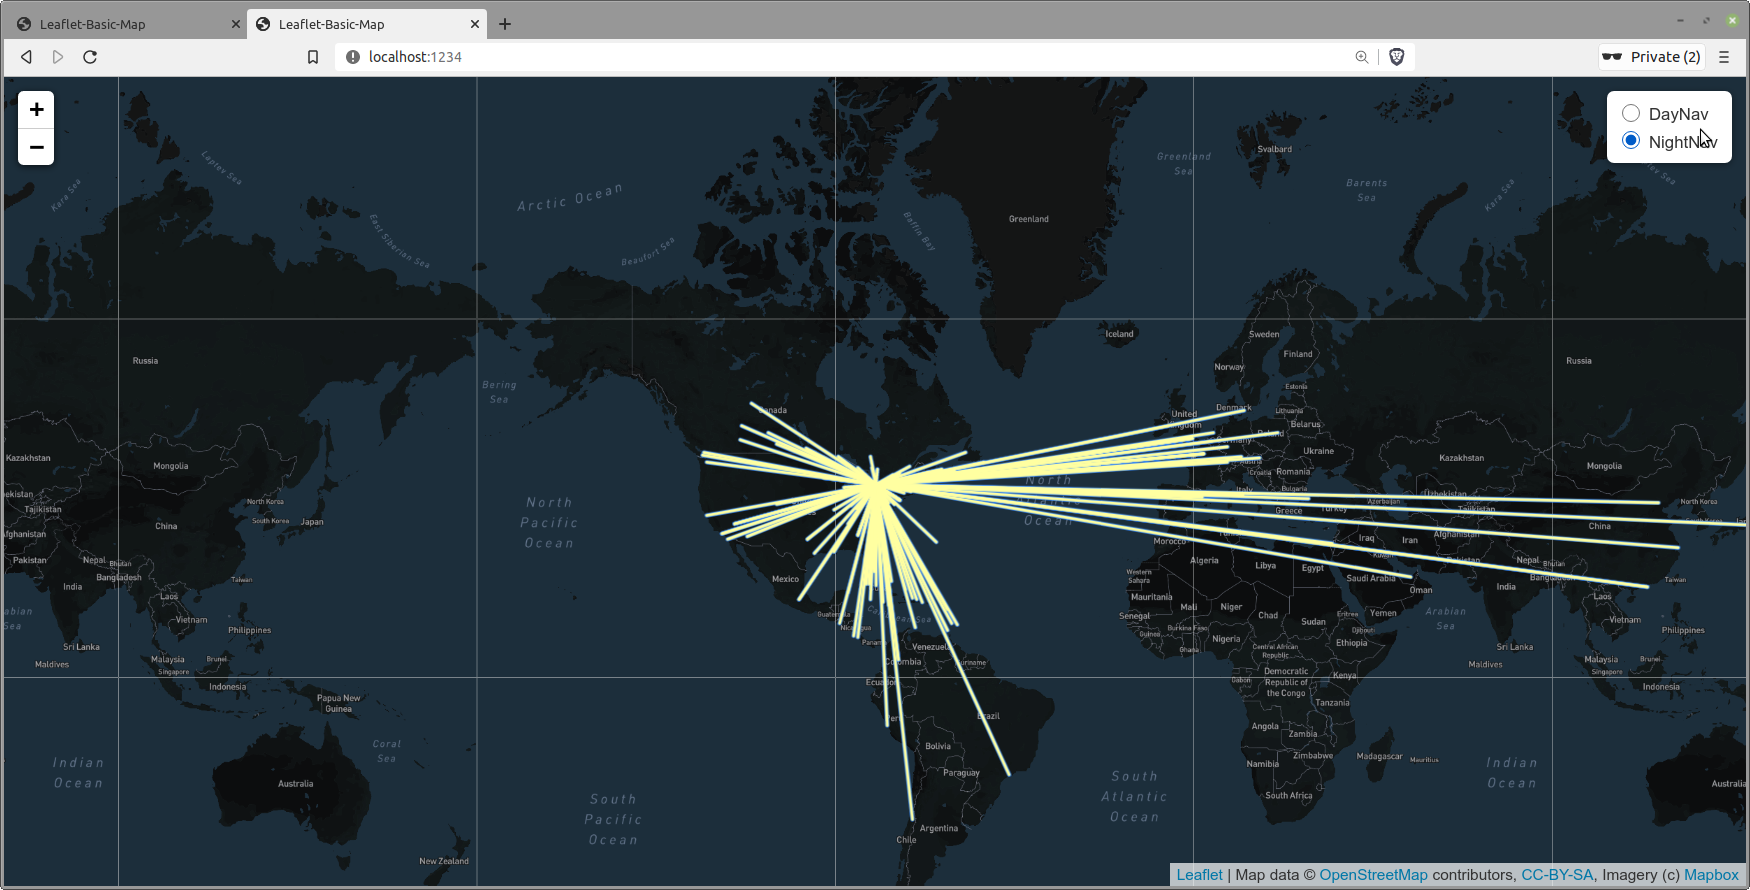 Leaflet-Basic-Map
Leaflet-Basic-Map
localhost:1234
Private (2)
+
−
DayNav
NightNav
Svalbard
Greenland
Sea
Laptev Sea
Kara Sea
Arctic Ocean
Barents
Sea
Kara Sea
East Siberian Sea
Beaufort Sea
Baffin Bay
Greenland
Iceland
Sweden
Finland
Norway
Russia
Russia
Bering
Sea
Estonia
Canada
United
Kingdom
Denmark
Lithuania
Belarus
Poland
Germany
Ukraine
Kazakhstan
Kazakhstan
Mongolia
Mongolia
Austria
Croatia
Romania
Bulgaria
Italy
North
Pacific
Ocean
North
Atlantic
Ocean
Uzbekistan
Azerbaijan
Tajikistan
Tajikistan
North Korea
North Korea
South Korea
Japan
China
China
Greece
Turkey
Afghanistan
Afghanistan
Iraq
Iran
Morocco
Algeria
Libya
Egypt
Pakistan
Pakistan
Nepal
Bhutan
Bangladesh
Nepal
Bhutan
India
India
Taiwan
Taiwan
Mexico
Saudi Arabia
Oman
Western
Sahara
Mauritania
Mali
Niger
Chad
Sudan
Eritrea
Yemen
Arabian
Sea
Laos
Laos
Vietnam
Vietnam
Philippines
Philippines
Senegal
Guinea
Burkina Faso
Ghana
Nigeria
Djibouti
Ethiopia
Central African
Republic
Sri Lanka
Sri Lanka
Maldives
Maldives
Malaysia
Brunei
Singapore
Malaysia
Brunei
Singapore
Indonesia
Indonesia
Papua New
Guinea
Venezuela
Suriname
Colombia
Ecuador
Peru
Brazil
Bolivia
Paraguay
Argentina
Chile
Gabon
Democratic
Republic of
the Congo
Kenya
Tanzania
Angola
Zambia
Zimbabwe
Namibia
Madagascar
Mauritius
South Africa
Indian
Ocean
Coral
Sea
Australia
South
Pacific
Ocean
South
Atlantic
Ocean
Indian
Ocean
Australia
New Zealand
Leaflet | Map data © OpenStreetMap contributors, CC-BY-SA, Imagery (c) Mapbox